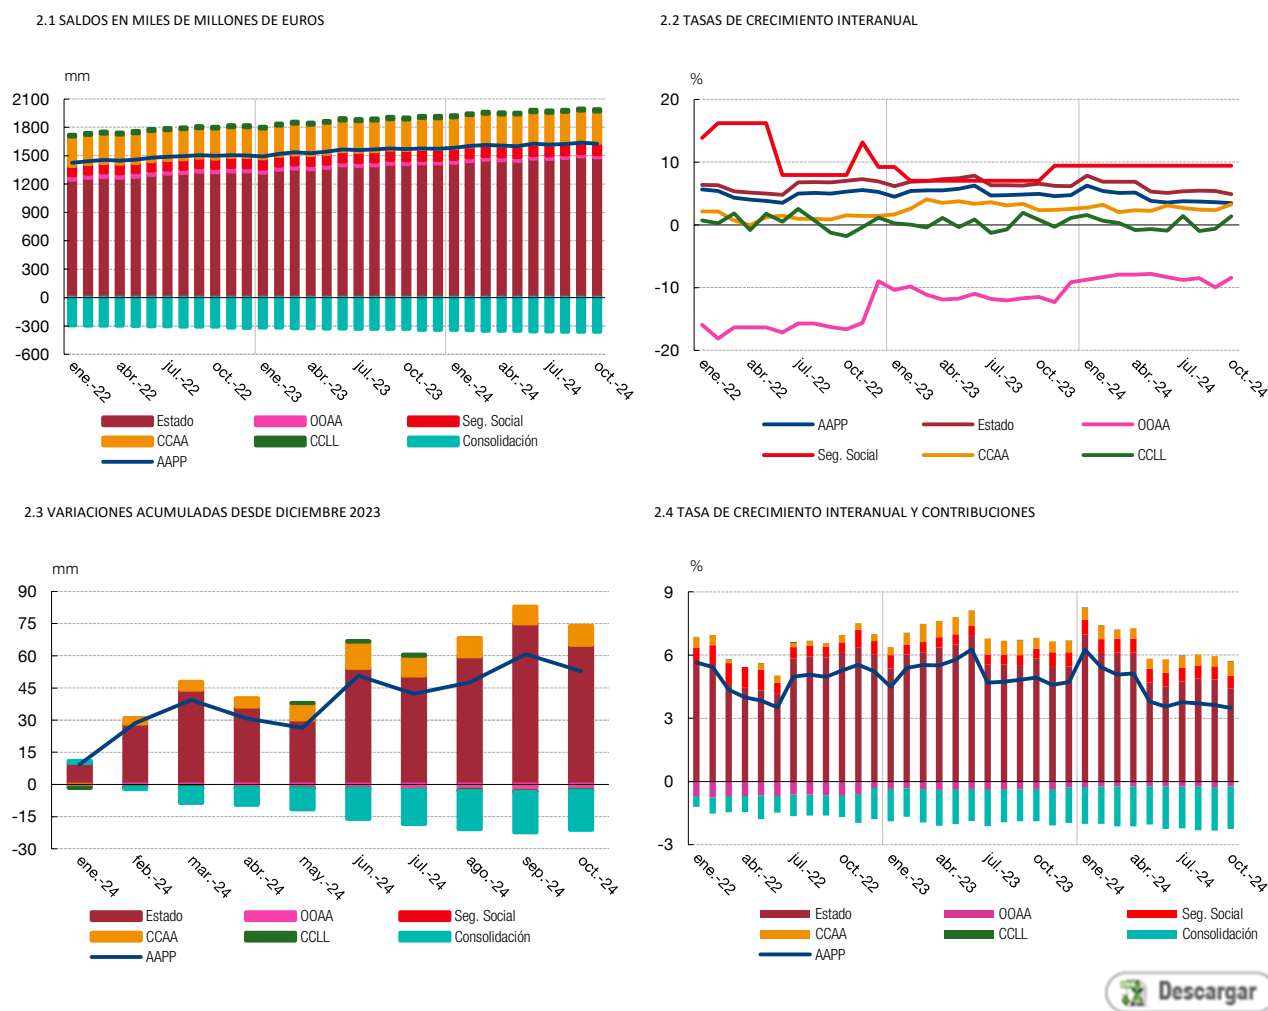 2.1 SALDOS EN MILES DE MILLONES DE EUROS
mm
2100
1800
1500
1200
900
600
300
0
-300
-600
ene.-22
abr.-22
jul.-22
oct.-22
ene.-23
abr.-23
jul.-23
oct.-23
ene.-24
abr.-24
jul.-24
oct.-24
Estado
OOAA
Seg. Social
CCAA
CCLL
Consolidación
AAPP
2.2 TASAS DE CRECIMIENTO INTERANUAL
%
20
10
0
-10
-20
ene.-22
abr.-22
jul.-22
oct.-22
ene.-23
abr.-23
jul.-23
oct.-23
ene.-24
abr.-24
jul.-24
oct.-24
AAPP
Estado
OOAA
Seg. Social
CCAA
CCLL
2.3 VARIACIONES ACUMULADAS DESDE DICIEMBRE 2023
mm
90
75
60
45
30
15
0
-15
-30
ene.-24
feb.-24
mar.-24
abr.-24
may.-24
jun.-24
jul.-24
ago.-24
sep.-24
oct.-24
Estado
OOAA
Seg. Social
CCAA
CCLL
Consolidación
AAPP
2.4 TASA DE CRECIMIENTO INTERANUAL Y CONTRIBUCIONES
%
9
6
3
0
-3
ene.-22
abr.-22
jul.-22
oct.-22
ene.-23
abr.-23
jul.-23
oct.-23
ene.-24
abr.-24
jul.-24
oct.-24
Estado
OOAA
Seg. Social
CCAA
CCLL
Consolidación
AAPP
Descargar